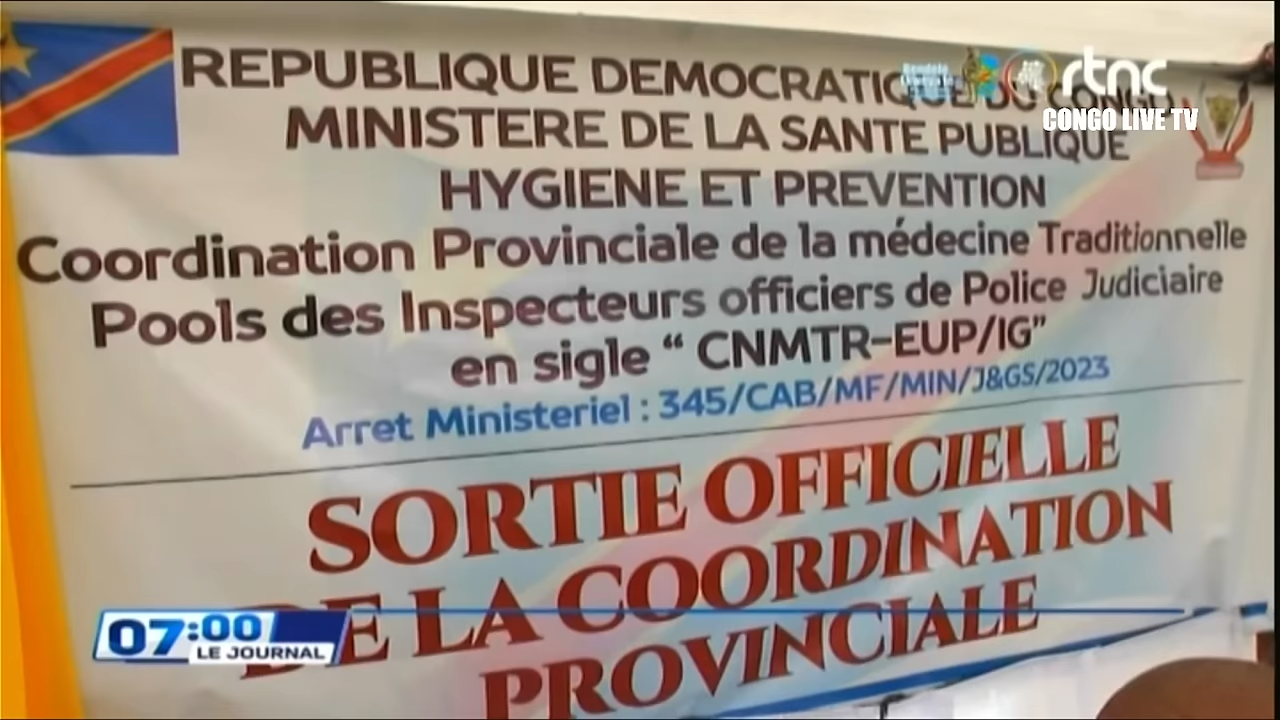 REPUBLIQUE DEMOCRATIQUE DU CONGO
rtnc
CONGO LIVE TV
MINISTERE DE LA SANTE PUBLIQUE
HYGIENE ET PREVENTION
Coordination Provinciale de la médecine Traditionnelle
Pools des Inspecteurs officiers de Police Judiciaire
en sigle “ CNMTR-EUP/IG”
Arret Ministeriel : 345/CAB/MF/MIN/J&GS/2023
SORTIE OFFICIELLE
DE LA COORDINATION
PROVINCIALE
07:00
LE JOURNAL